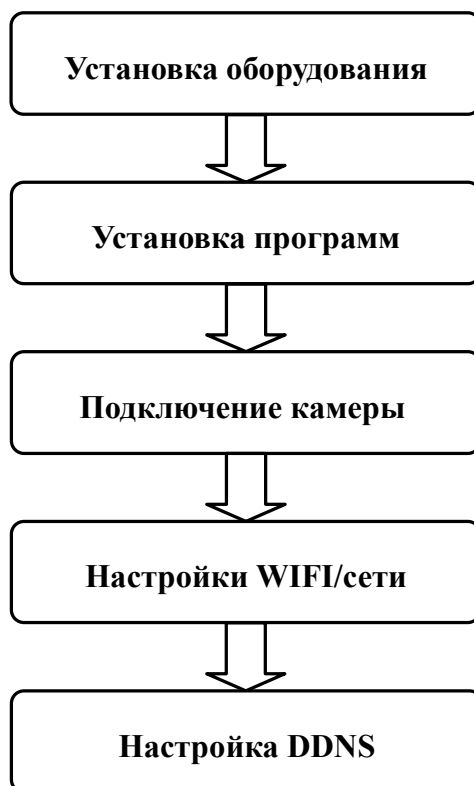 Установка оборудования
Установка программ
Подключение камеры
Настройки WIFI/сети
Настройка DDNS